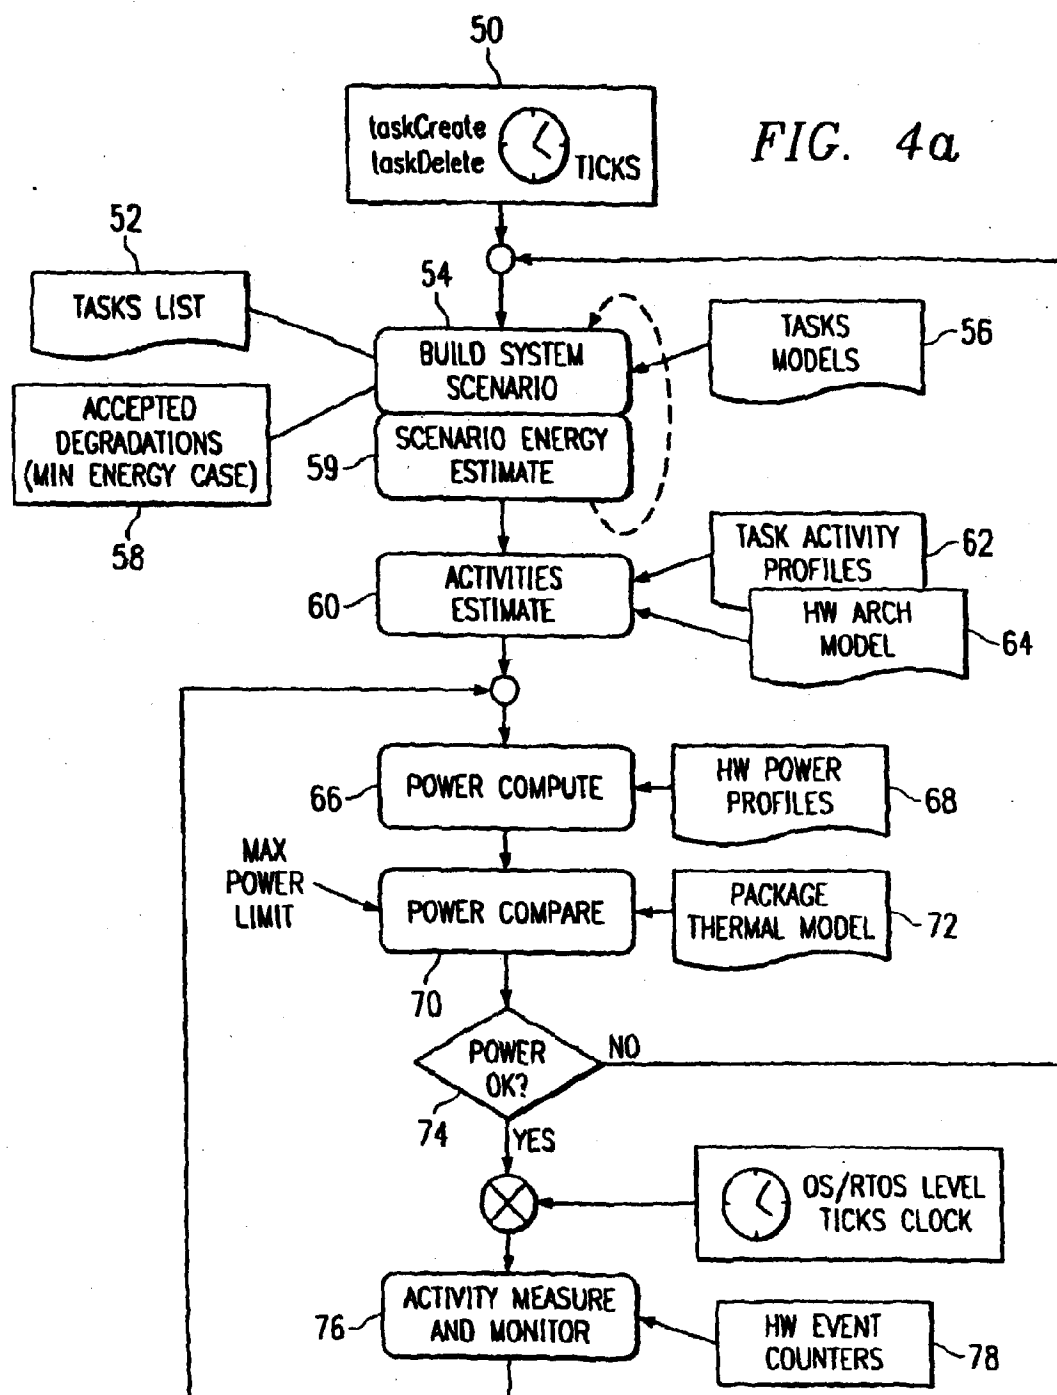 50
taskCreate
taskDelete
TICKS
FIG. 4a
52
TASKS LIST
54
BUILD SYSTEM
SCENARIO
TASKS
MODELS
56
ACCEPTED
DEGRADATIONS
(MIN ENERGY CASE)
58
59
SCENARIO ENERGY
ESTIMATE
60
ACTIVITIES
ESTIMATE
TASK ACTIVITY
PROFILES
62
HW ARCH
MODEL
64
66
POWER COMPUTE
HW POWER
PROFILES
68
MAX
POWER
LIMIT
POWER COMPARE
70
PACKAGE
THERMAL MODEL
72
POWER
OK?
74
NO
YES
OS/RTOS LEVEL
TICKS CLOCK
76
ACTIVITY MEASURE
AND MONITOR
HW EVENT
COUNTERS
78